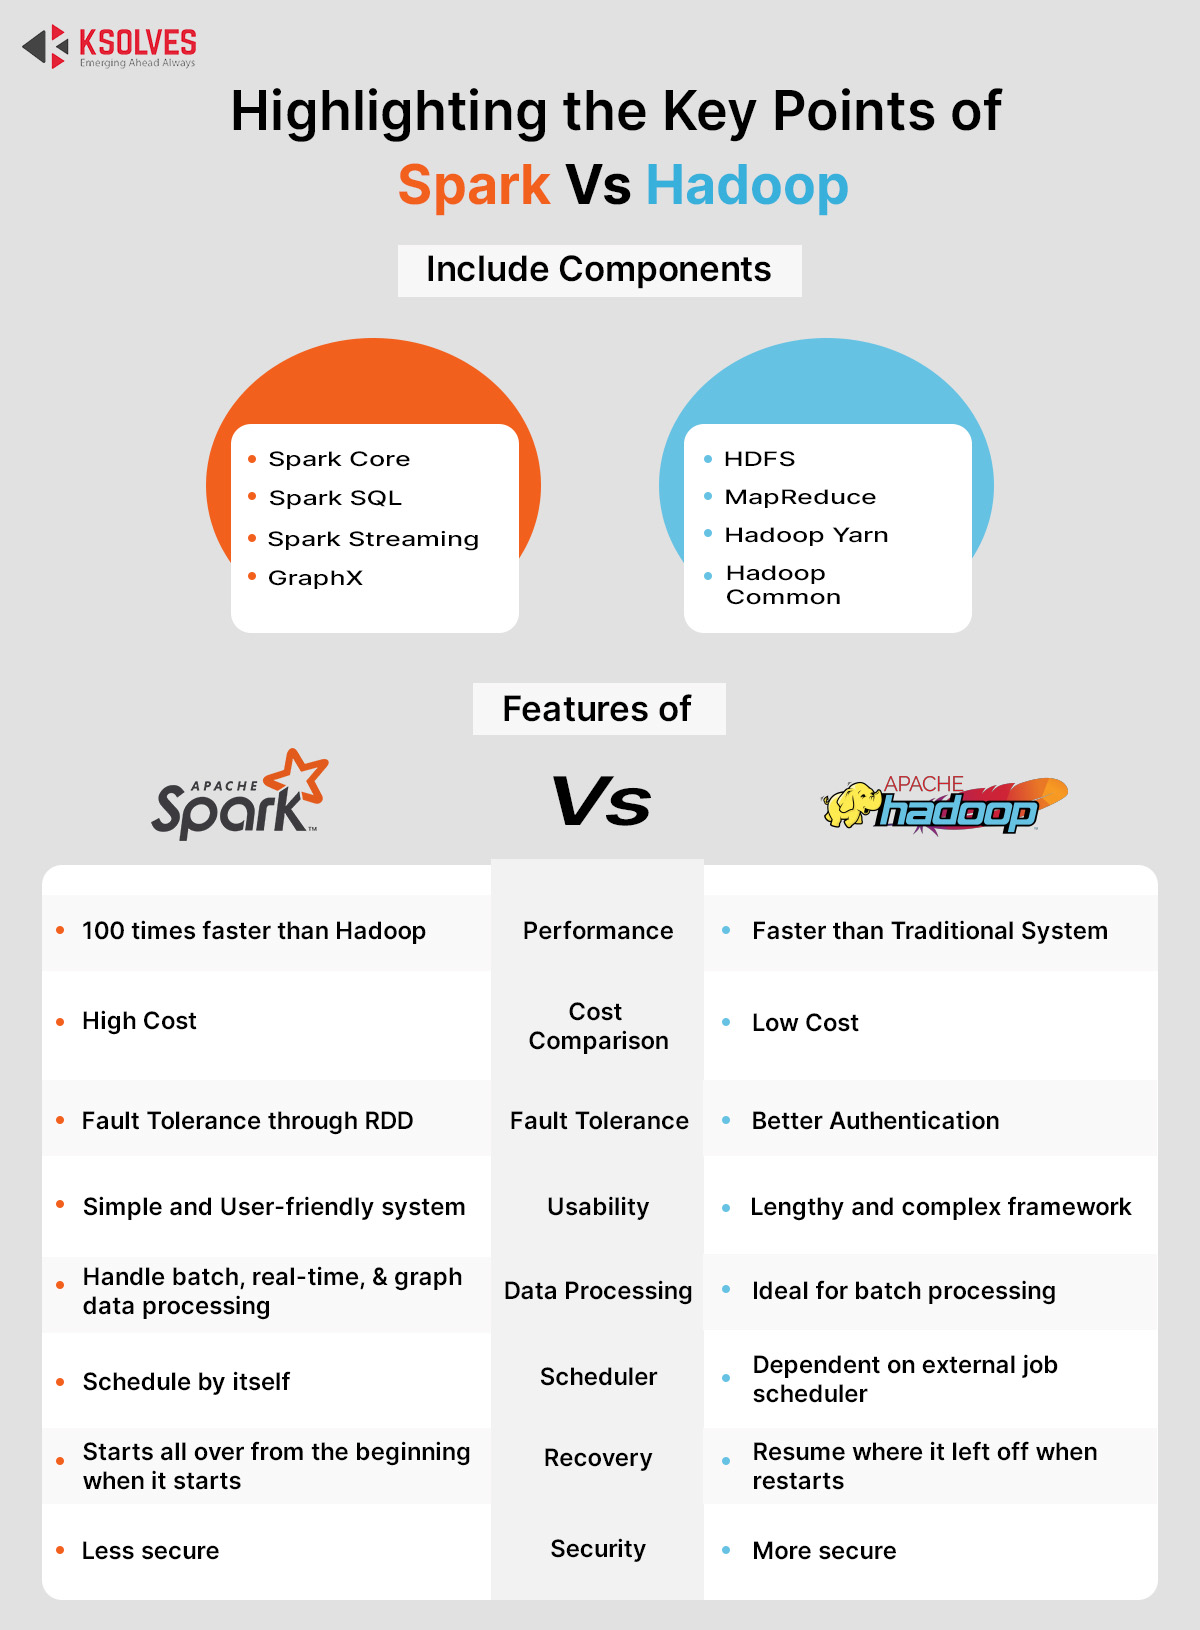 KSOLVES
Emerging Ahead Always
Highlighting the Key Points of
Spark Vs Hadoop
Include Components
Spark Core
Spark SQL
Spark Streaming
GraphX
HDFS
MapReduce
Hadoop Yarn
Hadoop
Common
Features of
APACHE
Spark™
Vs
APACHE
hadoop
100 times faster than Hadoop
Performance
Faster than Traditional System
High Cost
Cost
Comparison
Low Cost
Fault Tolerance through RDD
Fault Tolerance
Better Authentication
Simple and User-friendly system
Usability
Lengthy and complex framework
Handle batch, real-time, & graph
data processing
Data Processing
Ideal for batch processing
Schedule by itself
Scheduler
Dependent on external job
scheduler
Starts all over from the beginning
when it starts
Recovery
Resume where it left off when
restarts
Less secure
Security
More secure